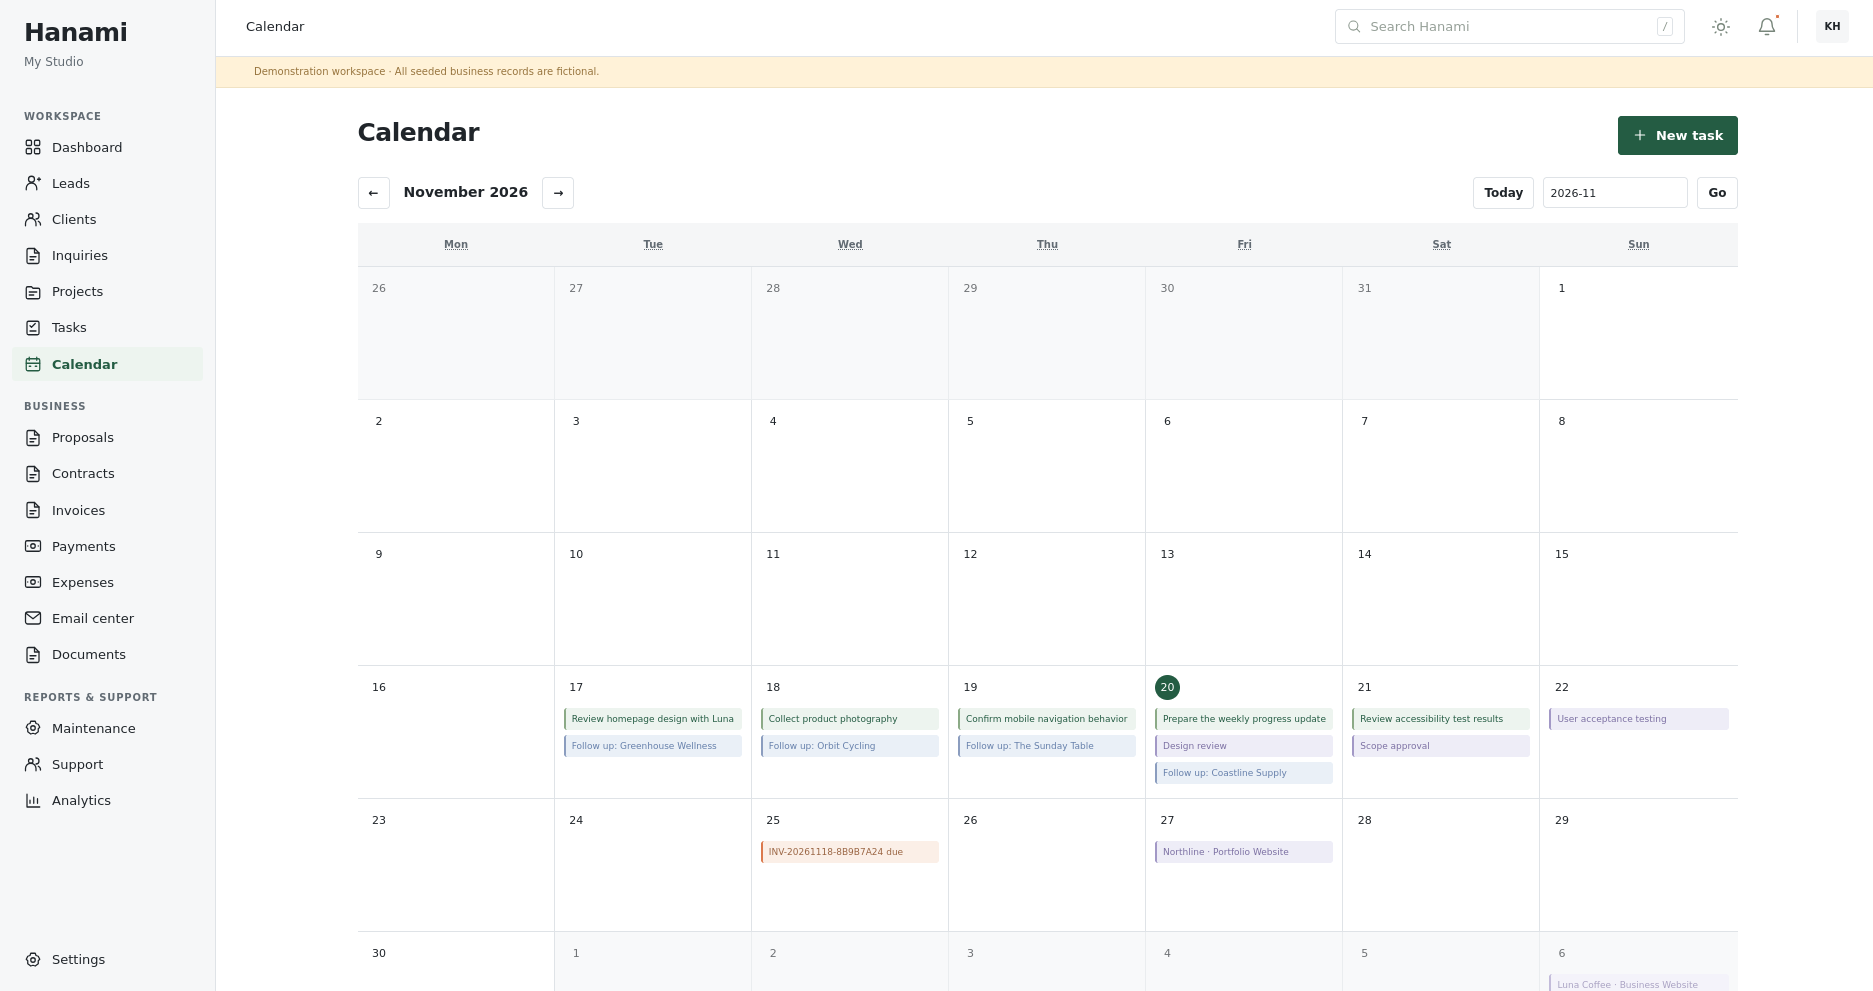 Hanami
My Studio
WORKSPACE
Dashboard
Leads
Clients
Inquiries
Projects
Tasks
Calendar
BUSINESS
Proposals
Contracts
Invoices
Payments
Expenses
Email center
Documents
REPORTS & SUPPORT
Maintenance
Support
Analytics
Settings
Calendar
Search Hanami /
KH
Demonstration workspace · All seeded business records are fictional.
Calendar
+ New task
← November 2026 →
Today 2026-11 Go
Mon Tue Wed Thu Fri Sat Sun
26 27 28 29 30 31 1
2 3 4 5 6 7 8
9 10 11 12 13 14 15
16 17 18 19 20 21 22
Review homepage design with Luna Collect product photography Confirm mobile navigation behavior Prepare the weekly progress update Review accessibility test results User acceptance testing
Follow up: Greenhouse Wellness Follow up: Orbit Cycling Follow up: The Sunday Table Design review Scope approval
Follow up: Coastline Supply
23 24 25 26 27 28 29
INV-20261118-8B9B7A24 due Northline · Portfolio Website
30 1 2 3 4 5 6
Luna Coffee · Business Website